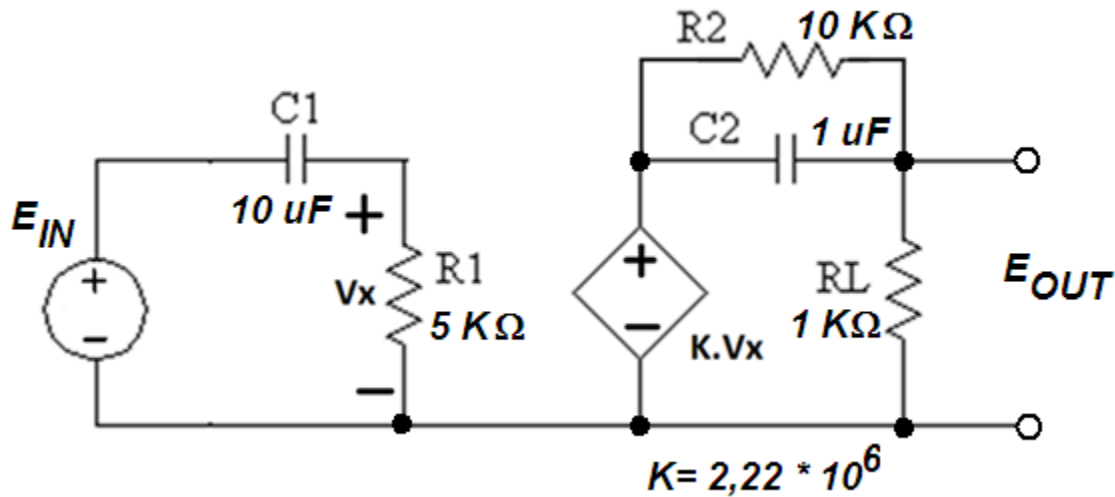 R2
10 KΩ
C1
C2
1 uF
E_IN
10 uF
+
+
-
Vx
R1
5 KΩ
-
+
-
K.Vx
RL
1 KΩ
E_OUT
K= 2,22 * 10^6